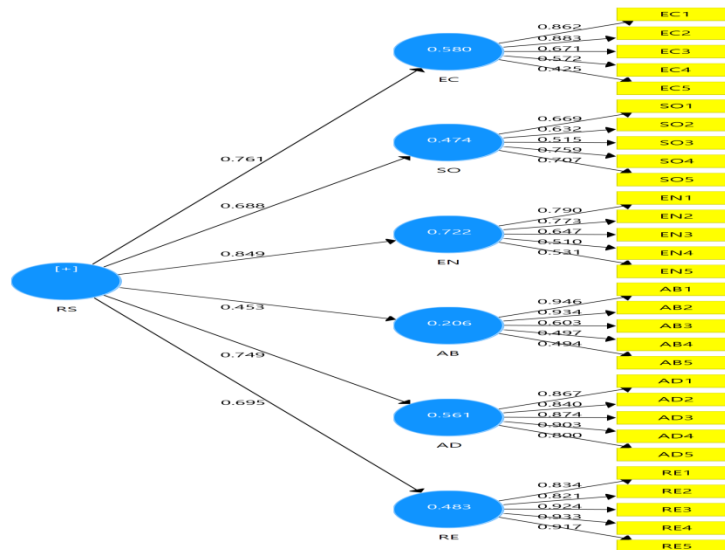 EC1
0.862
EC2
0.883
EC3
0.671
EC4
0.572
EC5
0.425
0.580
EC
SO1
0.669
SO2
0.632
SO3
0.515
SO4
0.759
SO5
0.707
0.474
SO
0.761
0.688
EN1
0.790
EN2
0.773
EN3
0.647
EN4
0.510
EN5
0.531
0.722
EN
0.849
[+]
RS
0.453
AB1
0.946
AB2
0.934
AB3
0.603
AB4
0.497
AB5
0.494
0.206
AB
0.749
0.695
AD1
0.867
AD2
0.840
AD3
0.874
AD4
0.903
AD5
0.800
0.561
AD
RE1
0.834
RE2
0.821
RE3
0.924
RE4
0.933
RE5
0.917
0.483
RE